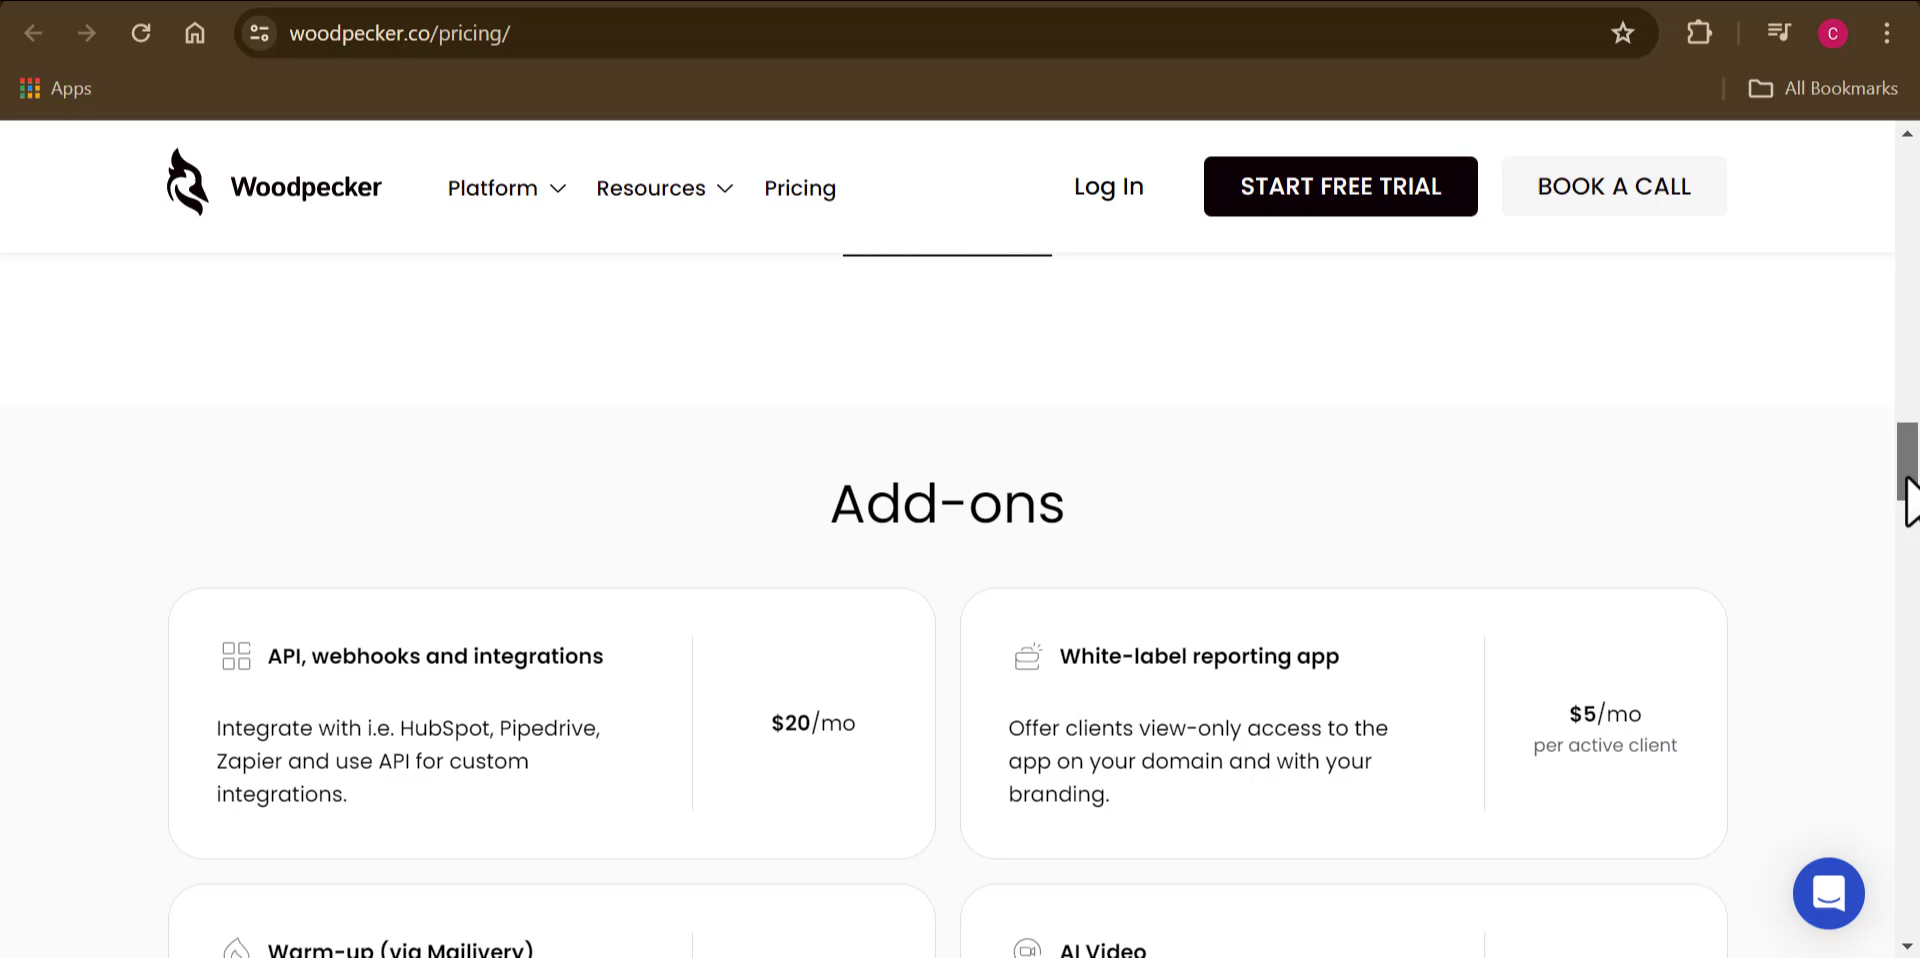 woodpecker.co/pricing/
C
Apps
All Bookmarks
Woodpecker
Platform
Resources
Pricing
Log In
START FREE TRIAL
BOOK A CALL
Add-ons
API, webhooks and integrations
Integrate with i.e. HubSpot, Pipedrive,
Zapier and use API for custom
integrations.
$20/mo
White-label reporting app
Offer clients view-only access to the
app on your domain and with your
branding.
$5/mo
per active client
Warm-up (via Mailivery)
AI Video